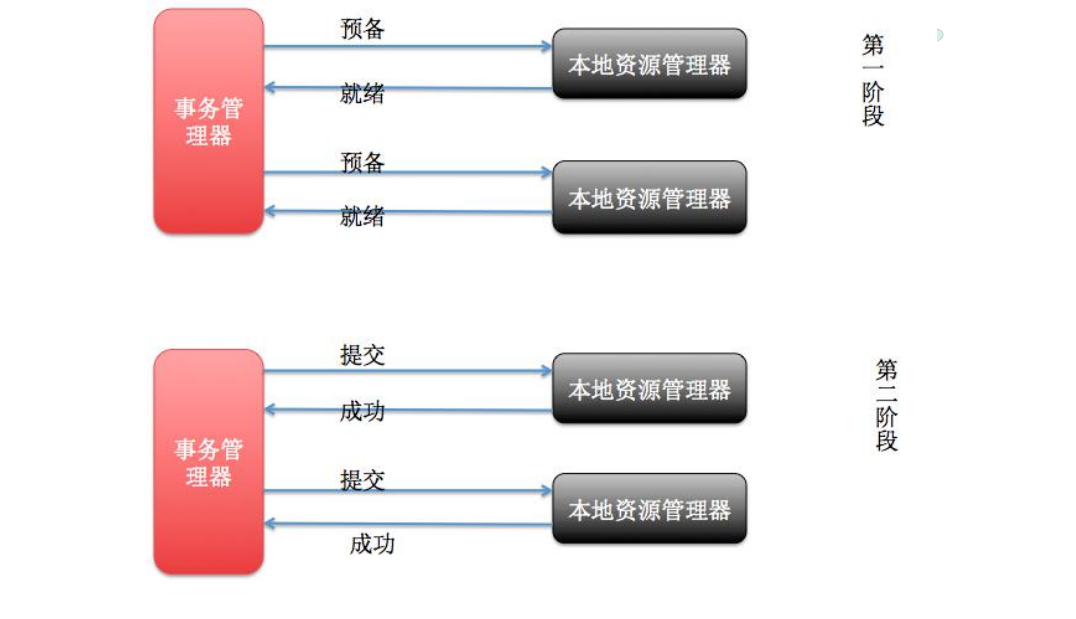 预备
本地资源管理器
就绪
事务管
理器
预备
本地资源管理器
就绪
第一阶段
提交
本地资源管理器
成功
事务管
理器
提交
本地资源管理器
成功
第二阶段